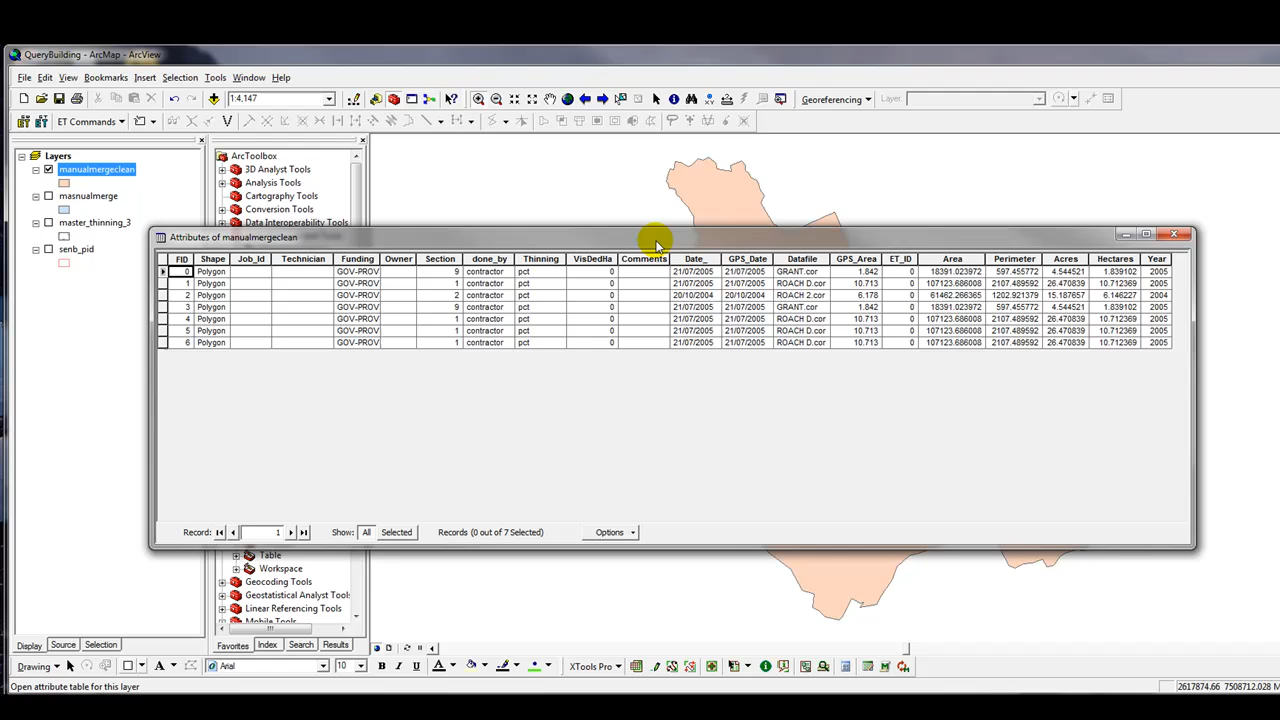 QueryBuilding - ArcMap - ArcView
File Edit View Bookmarks Insert Selection Tools Window Help
1:4,147 Georeferencing Layer:
ET Commands
Layers
manualmergeclean
masnualmerge
master_thinning_3
senb_pid
ArcToolbox
3D Analyst Tools
Analysis Tools
Cartography Tools
Conversion Tools
Data Interoperability Tools
Attributes of manualmergeclean
FID Shape Job_Id Technician Funding Owner Section done_by Thinning VisDedHa Comments Date_ GPS_Date Datafile GPS_Area ET_ID Area Perimeter Acres Hectares Year
0 Polygon GOV-PROV 9 contractor pct 0 21/07/2005 21/07/2005 GRANT.cor 1.842 0 18391.023972 597.455772 4.544521 1.839102 2005
1 Polygon GOV-PROV 1 contractor pct 0 21/07/2005 21/07/2005 ROACH D.cor 10.713 0 107123.686008 2107.489592 26.470839 10.712369 2005
2 Polygon GOV-PROV 2 contractor pct 0 20/10/2004 20/10/2004 ROACH 2.cor 6.178 0 61462.266365 1202.921379 15.187657 6.146227 2004
3 Polygon GOV-PROV 9 contractor pct 0 21/07/2005 21/07/2005 GRANT.cor 1.842 0 18391.023972 597.455772 4.544521 1.839102 2005
4 Polygon GOV-PROV 1 contractor pct 0 21/07/2005 21/07/2005 ROACH D.cor 10.713 0 107123.686008 2107.489592 26.470839 10.712369 2005
5 Polygon GOV-PROV 1 contractor pct 0 21/07/2005 21/07/2005 ROACH D.cor 10.713 0 107123.686008 2107.489592 26.470839 10.712369 2005
6 Polygon GOV-PROV 1 contractor pct 0 21/07/2005 21/07/2005 ROACH D.cor 10.713 0 107123.686008 2107.489592 26.470839 10.712369 2005
Record: 1 Show: All Selected Records (0 out of 7 Selected) Options
Table
Workspace
Geocoding Tools
Geostatistical Analyst Tools
Linear Referencing Tools
Mobile Tools
Display Source Selection Favorites Index Search Results
Drawing A Arial 10 B I U A XTools Pro
Open attribute table for this layer 2617874.66 7508712.028 M